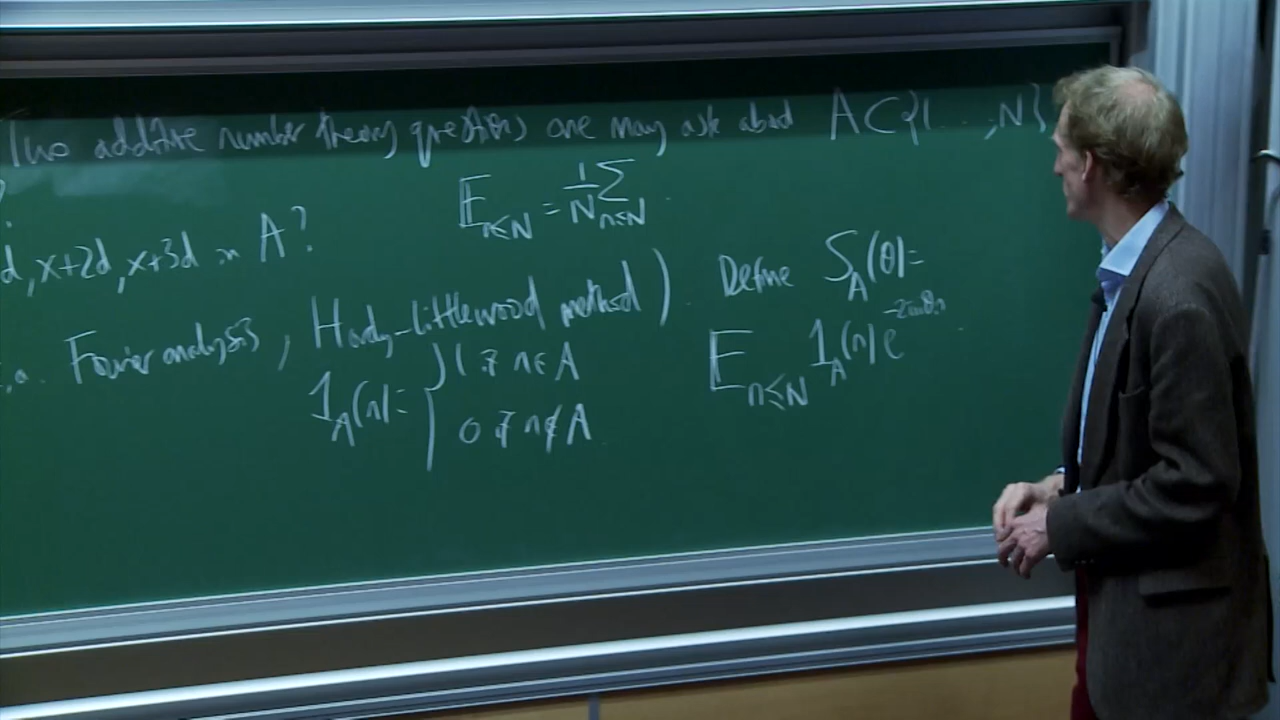 Two additive number theory questions one may ask about A⊂{1...,N}
?
E_{n≤N} = 1/N Σ_{n≤N}
d, x+2d, x+3d in A?
Fourier analysis, Hardy-Littlewood method). Define S_A(θ)=
1_A(n)= { 1 if n∈A
0 if n∉A
E_{n≤N} 1_A(n) e^{-2πiθn}